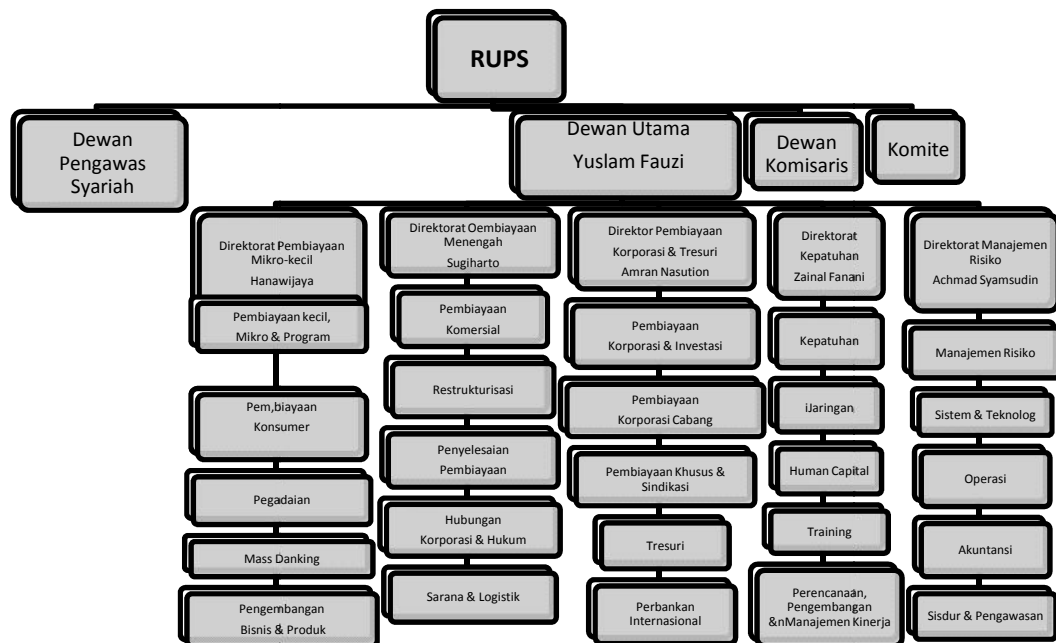 RUPS
Dewan
Pengawas
Syariah
Dewan Utama
Yuslam Fauzi
Dewan
Komisaris
Komite
Direktorat Pembiayaan
Mikro-kecil
Hanawijaya
Pembiayaan kecil,
Mikro & Program
Pem,biayaan
Konsumer
Pegadaian
Mass Danking
Pengembangan
Bisnis & Produk
Direktorat Oembiayaan
Menengah
Sugiharto
Pembiayaan
Komersial
Restrukturisasi
Penyelesaian
Pembiayaan
Hubungan
Korporasi & Hukum
Sarana & Logistik
Direktor Pembiayaan
Korporasi & Tresuri
Amran Nasution
Pembiayaan
Korporasi & Investasi
Pembiayaan
Korporasi Cabang
Pembiayaan Khusus &
Sindikasi
Tresuri
Perbankan
Internasional
Direktorat
Kepatuhan
Zainal Fanani
Kepatuhan
iJaringan
Human Capital
Training
Perencanaan,
Pengembangan
&nManajemen Kinerja
Direktorat Manajemen
Risiko
Achmad Syamsudin
Manajemen Risiko
Sistem & Teknolog
Operasi
Akuntansi
Sisdur & Pengawasan